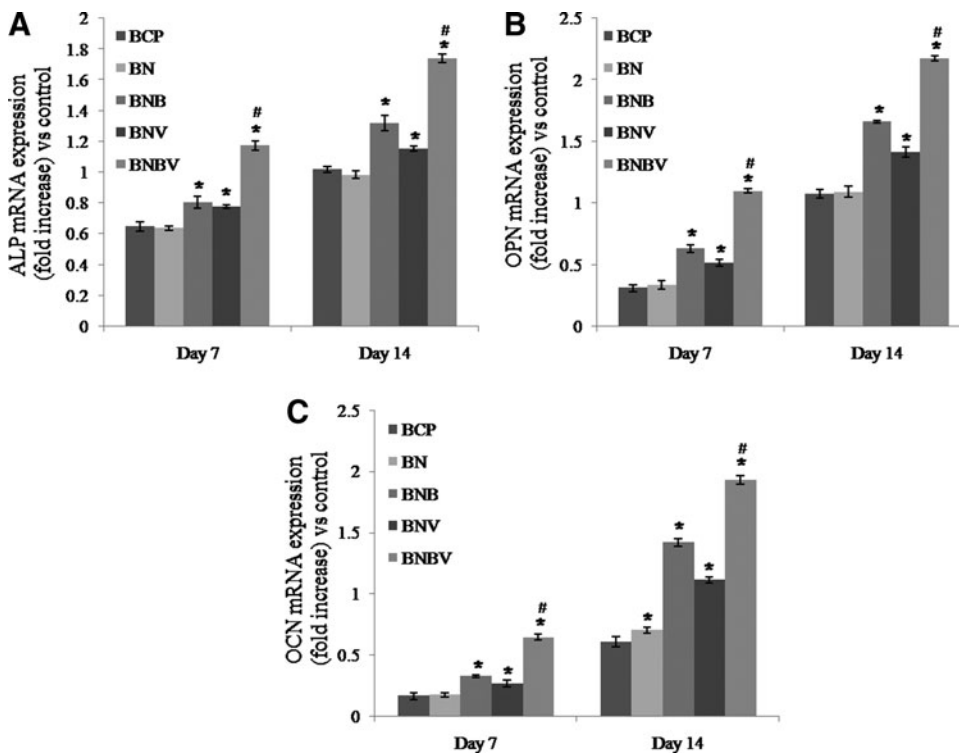 A
ALP mRNA expression
(fold increase) vs control
2
1.8
1.6
1.4
1.2
1
0.8
0.6
0.4
0.2
0
BCP
BN
BNB
BNV
BNBV
*
*
#
*
*
*
#
*
Day 7
Day 14
B
OPN mRNA expression
(fold increase) vs control
2.5
2
1.5
1
0.5
0
BCP
BN
BNB
BNV
BNBV
*
*
#
*
*
*
#
*
Day 7
Day 14
C
OCN mRNA expression
(fold increase) vs control
2.5
2
1.5
1
0.5
0
BCP
BN
BNB
BNV
BNBV
*
*
#
*
*
*
*
#
*
Day 7
Day 14